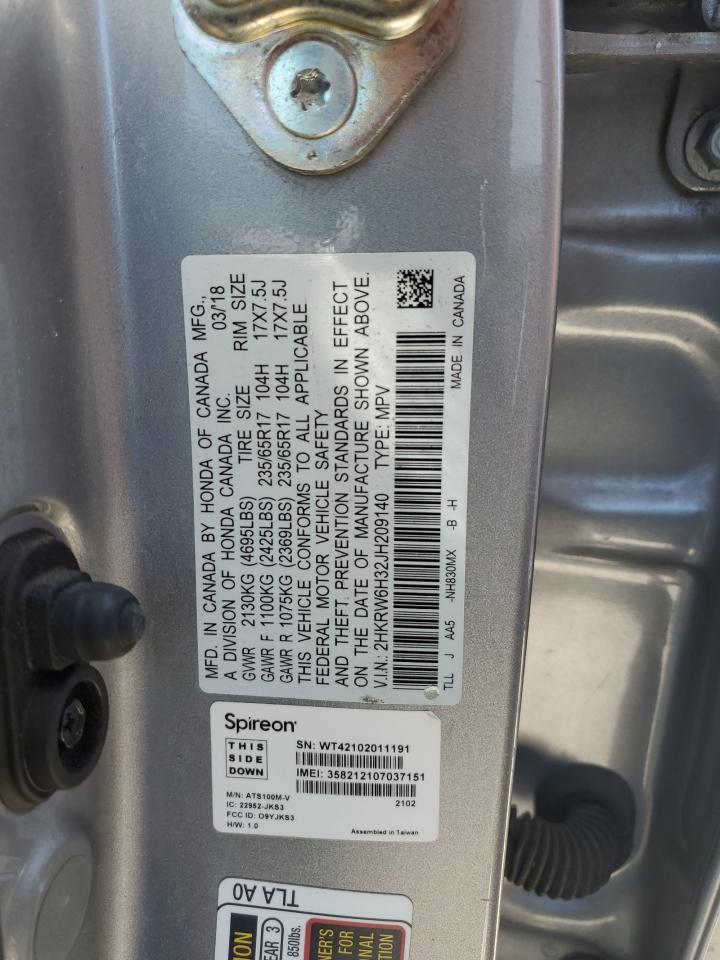 MFD. IN CANADA BY HONDA OF CANADA MFG.,
A DIVISION OF HONDA CANADA INC. 03/18
GVWR 2130KG (4695LBS) TIRE SIZE RIM SIZE
GAWR F 1100KG (2425LBS) 235/65R17 104H 17X7.5J
GAWR R 1075KG (2369LBS) 235/65R17 104H 17X7.5J
THIS VEHICLE CONFORMS TO ALL APPLICABLE
FEDERAL MOTOR VEHICLE SAFETY
AND THEFT PREVENTION STANDARDS IN EFFECT
ON THE DATE OF MANUFACTURE SHOWN ABOVE.
V.I.N.: 2HKRW6H32JH209140 TYPE: MPV
TLL J AA5 -NH830MX -B -H MADE IN CANADA
Spireon
THIS
SIDE
DOWN
SN: WT42102011191
IMEI: 358212107037151
2102
M/N: ATS100M-V
IC: 22952-JKS3
FCC ID: O9YJKS3
H/W: 1.0
Assembled in Taiwan
TLA A0
850lbs.
NER'S
FOR